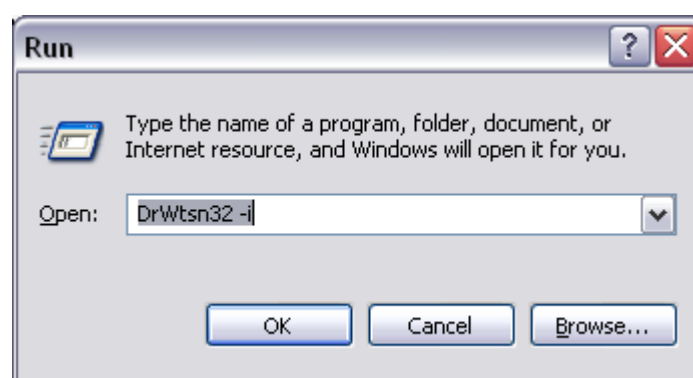 Run
Type the name of a program, folder, document, or
Internet resource, and Windows will open it for you.
Open: DrWtsn32 -i
OK Cancel Browse...